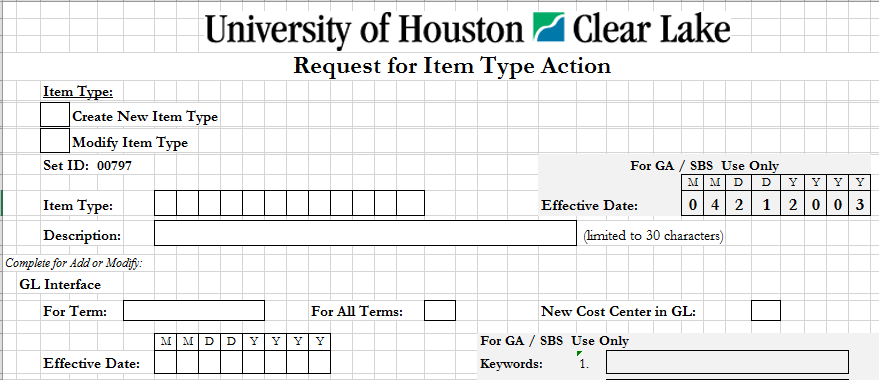 University of Houston Clear Lake
Request for Item Type Action
Item Type:
Create New Item Type
Modify Item Type
Set ID: 00797
For GA / SBS Use Only
M M D D Y Y Y Y
Item Type:
Effective Date: 0 4 2 1 2 0 0 3
Description: (limited to 30 characters)
Complete for Add or Modify:
GL Interface
For Term: For All Terms: New Cost Center in GL:
M M D D Y Y Y Y
For GA / SBS Use Only
Effective Date:
Keywords: 1.